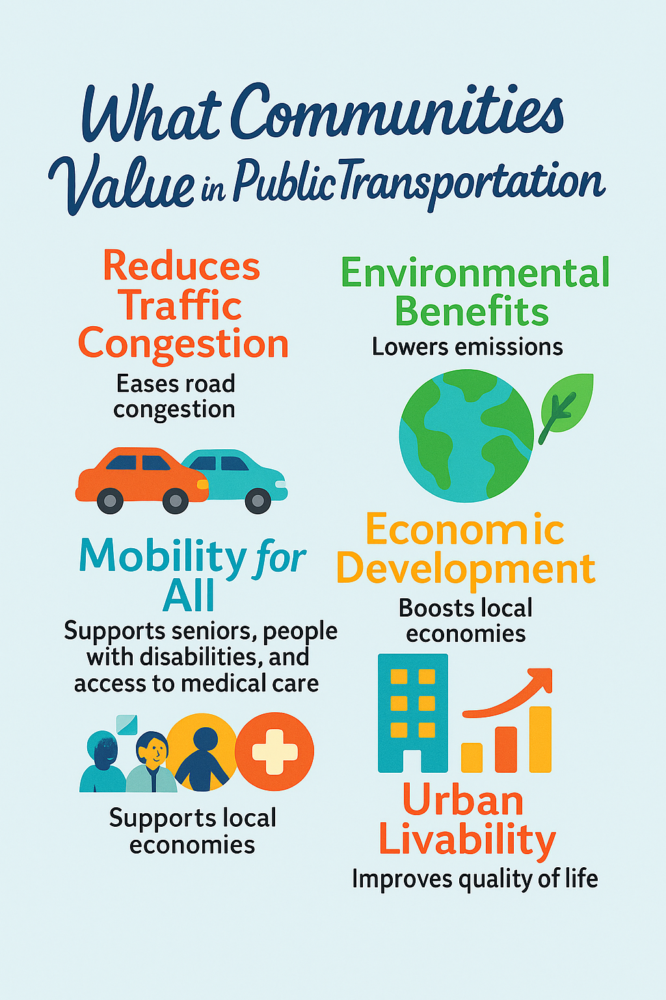 What Communities
Value in Public Transportation
Reduces
Traffic
Congestion
Eases road
congestion
Environmental
Benefits
Lowers emissions
Mobility for
All
Supports seniors, people
with disabilities, and
access to medical care
Supports local
economies
Economic
Development
Boosts local
economies
Urban
Livability
Improves quality of life